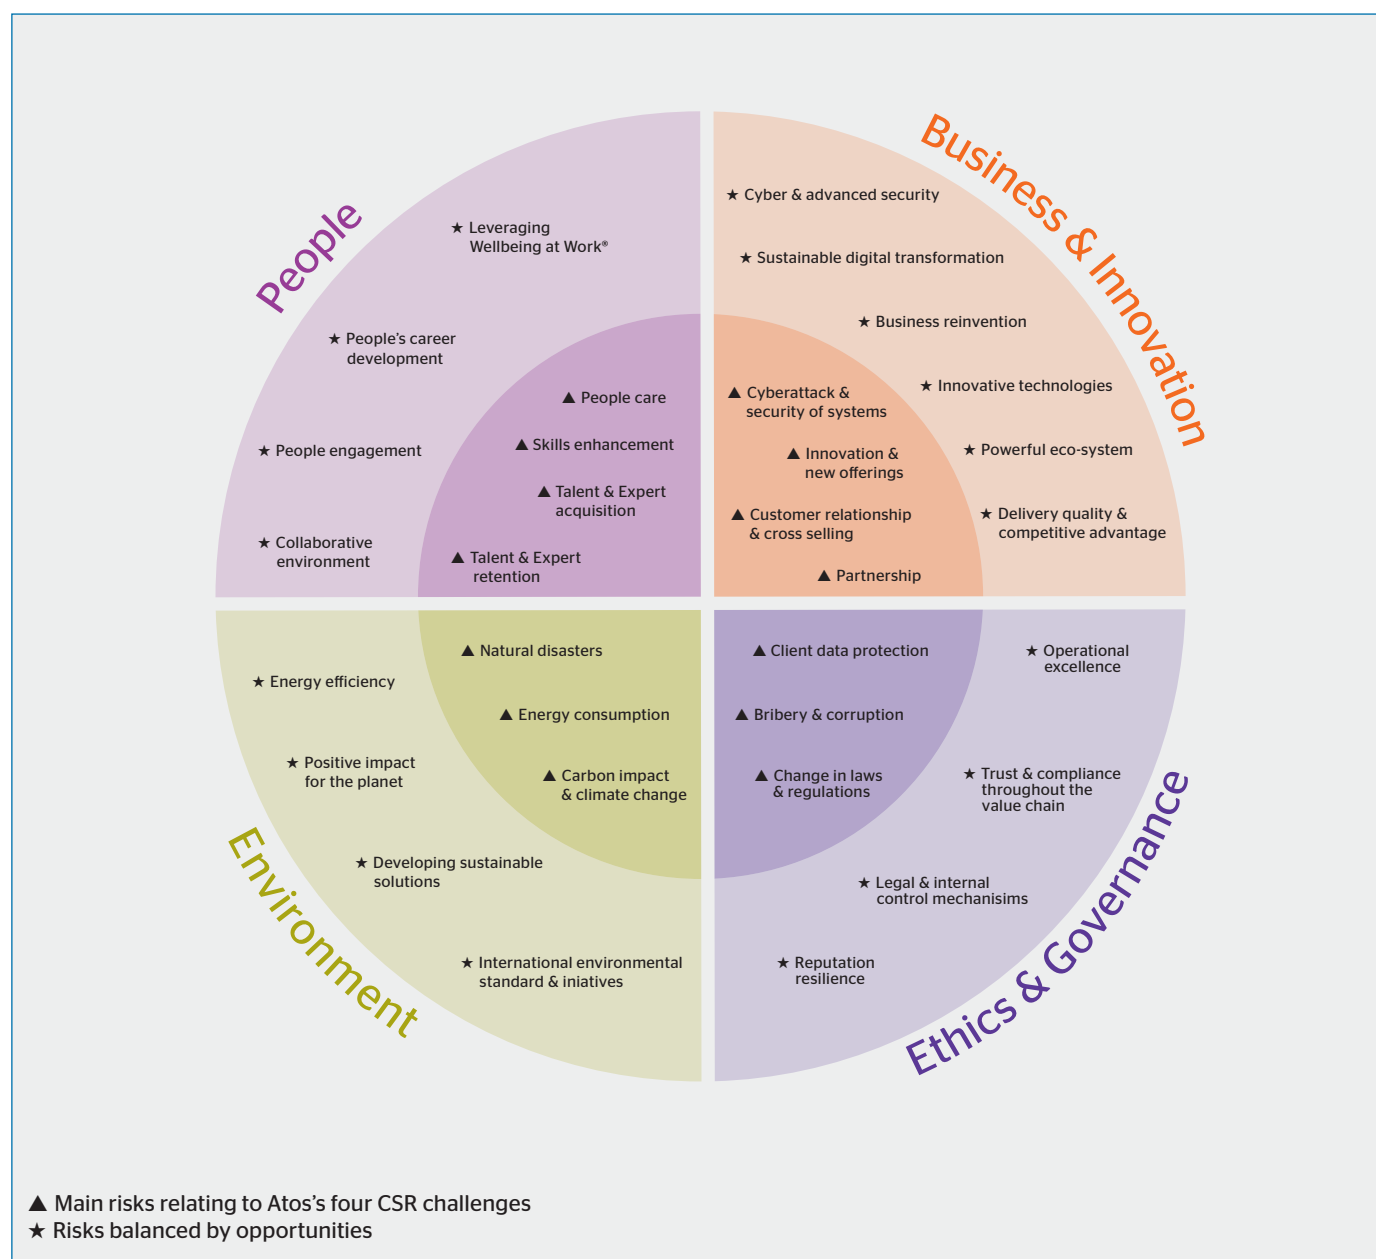 People
★ Leveraging
Wellbeing at Work®
★ People's career
development
★ People engagement
★ Collaborative
environment
▲ People care
▲ Skills enhancement
▲ Talent & Expert
acquisition
▲ Talent & Expert
retention
Business & Innovation
★ Cyber & advanced security
★ Sustainable digital transformation
★ Business reinvention
★ Innovative technologies
★ Powerful eco-system
★ Delivery quality &
competitive advantage
▲ Cyberattack &
security of systems
▲ Innovation &
new offerings
▲ Customer relationship
& cross selling
▲ Partnership
Environment
★ Energy efficiency
★ Positive impact
for the planet
★ Developing sustainable
solutions
★ International environmental
standard & iniatives
▲ Natural disasters
▲ Energy consumption
▲ Carbon impact
& climate change
Ethics & Governance
▲ Client data protection
▲ Bribery & corruption
▲ Change in laws
& regulations
★ Operational
excellence
★ Trust & compliance
throughout the
value chain
★ Legal & internal
control mechanisims
★ Reputation
resilience
▲ Main risks relating to Atos's four CSR challenges
★ Risks balanced by opportunities